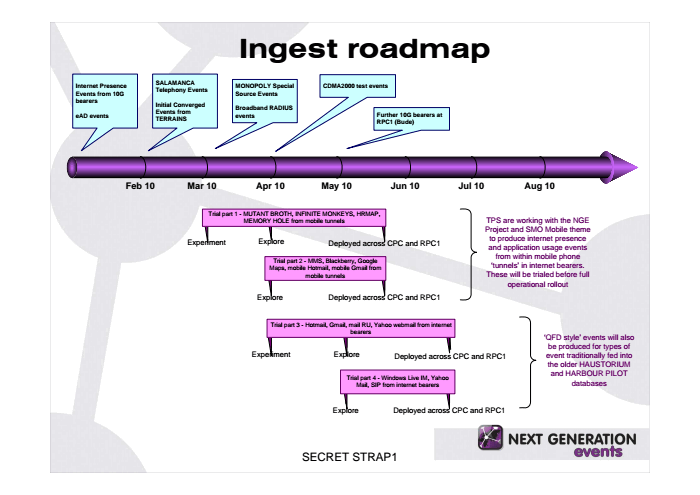 Ingest roadmap
Internet Presence
Events from 10G
bearers
eAD events
SALAMANCA
Telephony Events
Initial Converged
Events from
TERRAINS
MONOPOLY Special
Source Events
Broadband RADIUS
events
CDMA2000 test events
Further 10G bearers at
RPC1 (Bude)
Feb 10
Mar 10
Apr 10
May 10
Jun 10
Jul 10
Aug 10
Trial part 1 - MUTANT BROTH, INFINITE MONKEYS, HRMAP,
MEMORY HOLE from mobile tunnels
Experiment
Explore
Deployed across CPC and RPC1
Trial part 2 - MMS, Blackberry, Google
Maps, mobile Hotmail, mobile Gmail from
mobile tunnels
Explore
Deployed across CPC and RPC1
TPS are working with the NGE
Project and SMO Mobile theme
to produce internet presence
and application usage events
from within mobile phone
'tunnels' in internet bearers.
These will be trialed before full
operational rollout
Trial part 3 - Hotmail, Gmail, mail RU, Yahoo webmail from internet
bearers
Experiment
Explore
Deployed across CPC and RPC1
Trial part 4 - Windows Live IM, Yahoo
Mail, SIP from internet bearers
Explore
Deployed across CPC and RPC1
'QFD style' events will also
be produced for types of
event traditionally fed into
the older HAUSTORIUM
and HARBOUR PILOT
databases
NEXT GENERATION
events
SECRET STRAP1